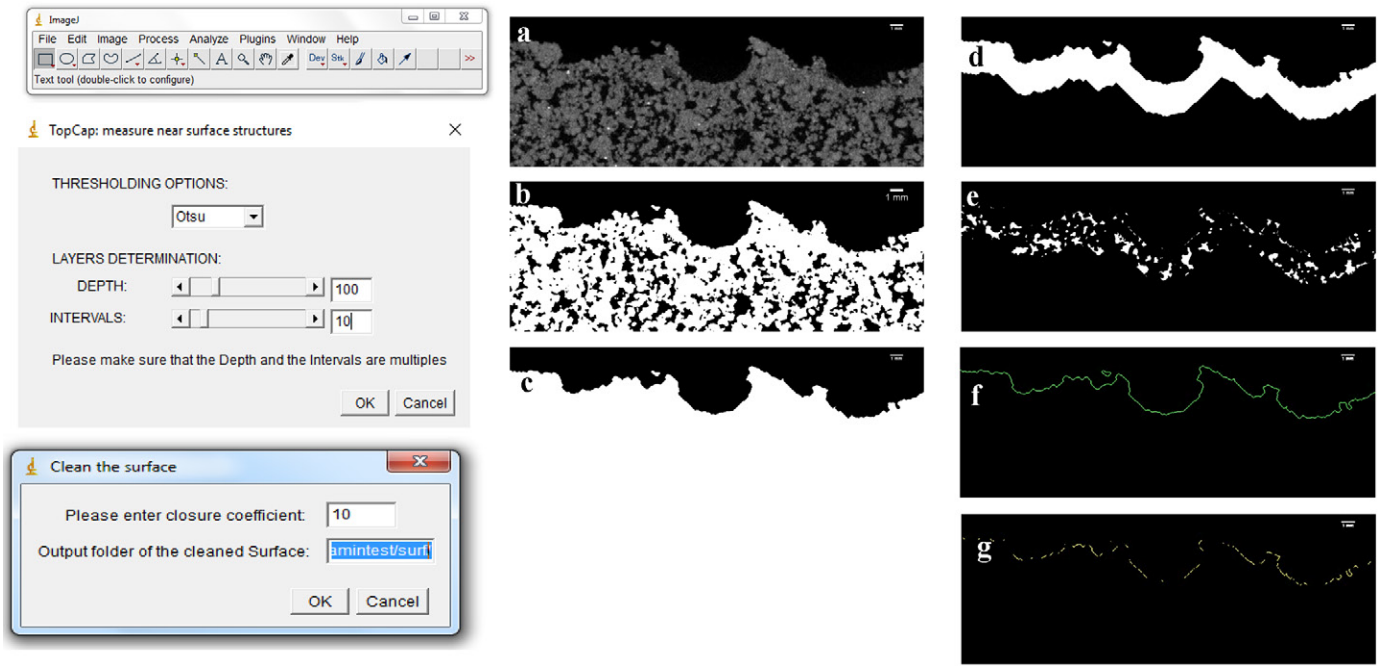 ImageJ
File Edit Image Process Analyze Plugins Window Help
A Dev Stk >>
Text tool (double-click to configure)
TopCap: measure near surface structures
THRESHOLDING OPTIONS:
Otsu
LAYERS DETERMINATION:
DEPTH: 100
INTERVALS: 10
Please make sure that the Depth and the Intervals are multiples
OK Cancel
Clean the surface
Please enter closure coefficient: 10
Output folder of the cleaned Surface: amintest/surf
OK Cancel
a
b
1 mm
c
d
e
f
g